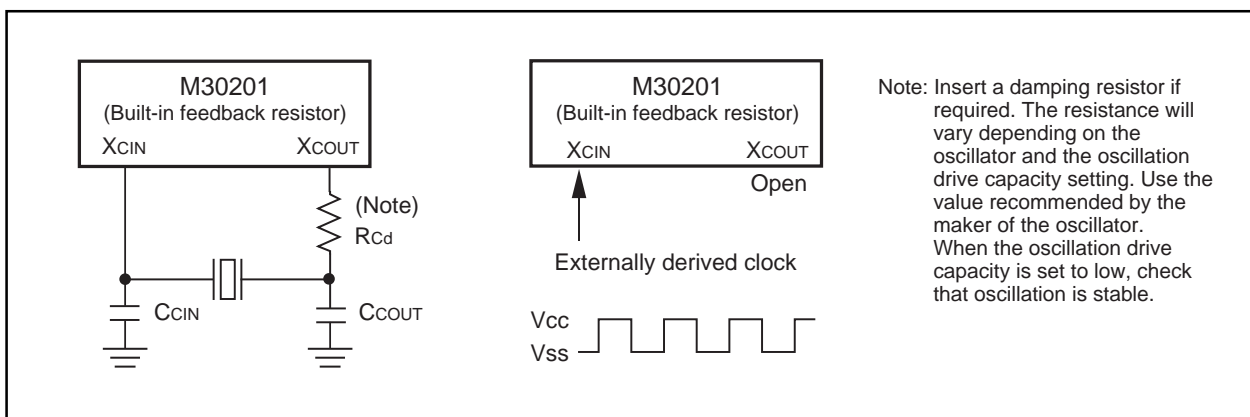 M30201
(Built-in feedback resistor)
XCIN XCOUT
(Note)
RCd
CCIN CCOUT
M30201
(Built-in feedback resistor)
XCIN XCOUT
Open
Externally derived clock
Vcc
Vss
Note: Insert a damping resistor if
required. The resistance will
vary depending on the
oscillator and the oscillation
drive capacity setting. Use the
value recommended by the
maker of the oscillator.
When the oscillation drive
capacity is set to low, check
that oscillation is stable.